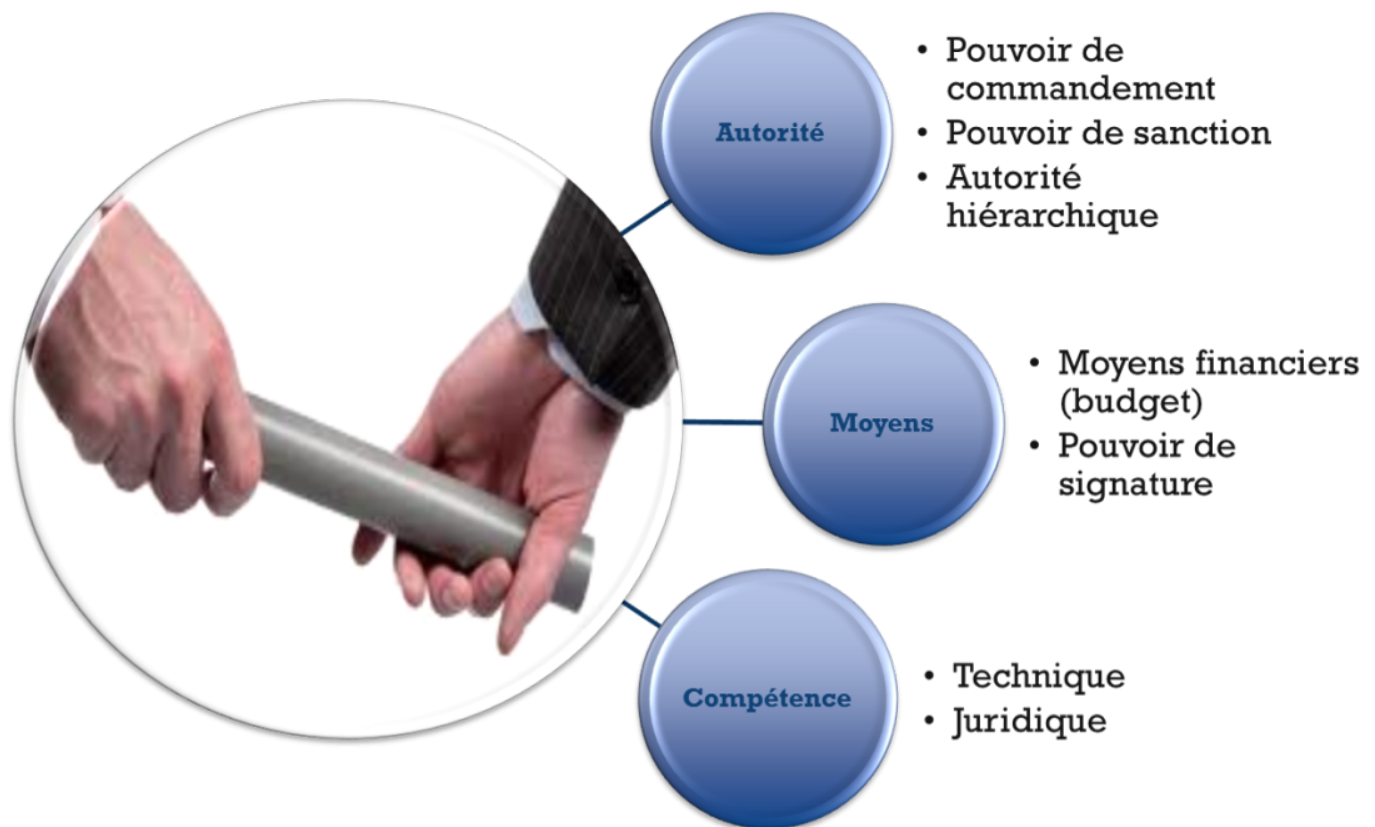 Autorité
• Pouvoir de
commandement
• Pouvoir de sanction
• Autorité
hiérarchique
Moyens
• Moyens financiers
(budget)
• Pouvoir de
signature
Compétence
• Technique
• Juridique